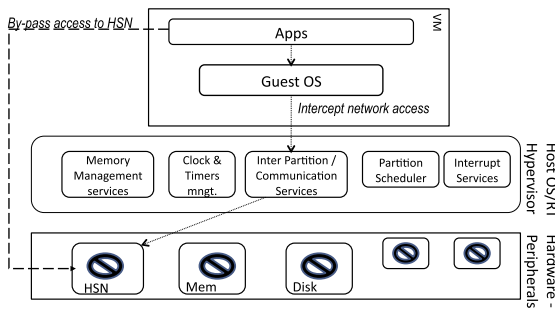 By-pass access to HSN
Apps
VM
Guest OS
Intercept network access
Memory
Management
services
Clock &
Timers
mngt.
Inter Partition /
Communication
Services
Partition
Scheduler
Interrupt
Services
Host OS/RT
Hypervisor
HSN
Mem
Disk
Hardware -
Peripherals